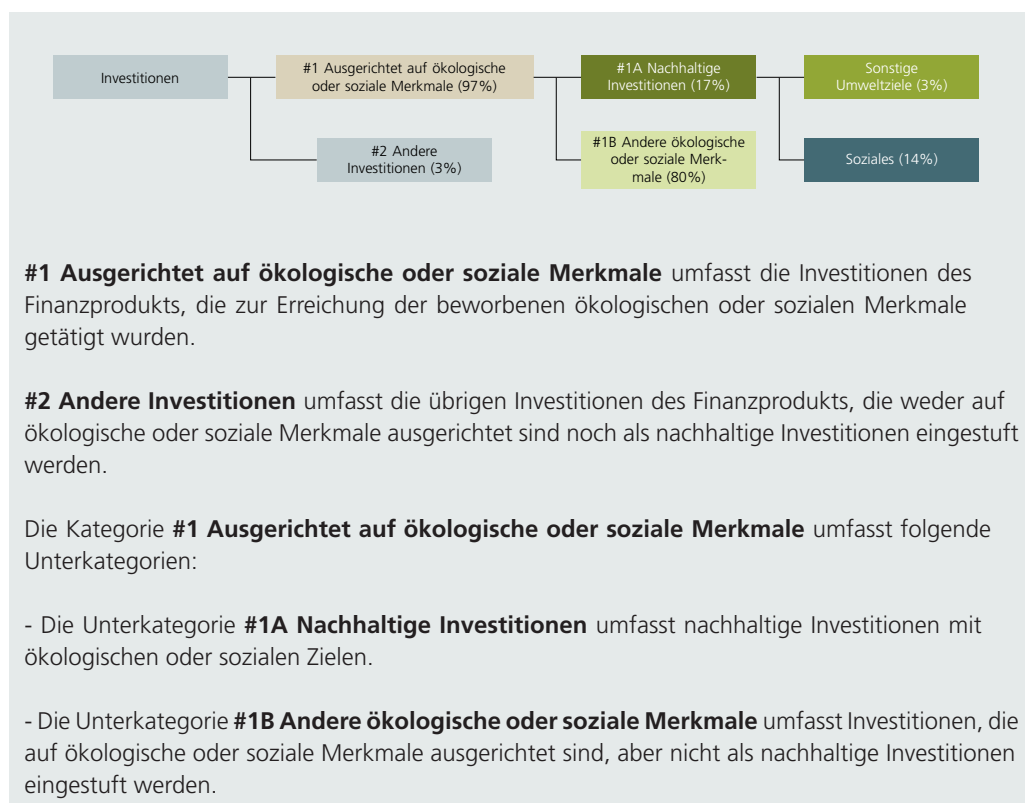 Investitionen
#1 Ausgerichtet auf ökologische
oder soziale Merkmale (97%)
#1A Nachhaltige
Investitionen (17%)
Sonstige
Umweltziele (3%)
#2 Andere
Investitionen (3%)
#1B Andere ökologische
oder soziale Merk-
male (80%)
Soziales (14%)
#1 Ausgerichtet auf ökologische oder soziale Merkmale umfasst die Investitionen des
Finanzprodukts, die zur Erreichung der beworbenen ökologischen oder sozialen Merkmale
getätigt wurden.
#2 Andere Investitionen umfasst die übrigen Investitionen des Finanzprodukts, die weder auf
ökologische oder soziale Merkmale ausgerichtet sind noch als nachhaltige Investitionen eingestuft
werden.
Die Kategorie #1 Ausgerichtet auf ökologische oder soziale Merkmale umfasst folgende
Unterkategorien:
- Die Unterkategorie #1A Nachhaltige Investitionen umfasst nachhaltige Investitionen mit
ökologischen oder sozialen Zielen.
- Die Unterkategorie #1B Andere ökologische oder soziale Merkmale umfasst Investitionen, die
auf ökologische oder soziale Merkmale ausgerichtet sind, aber nicht als nachhaltige Investitionen
eingestuft werden.